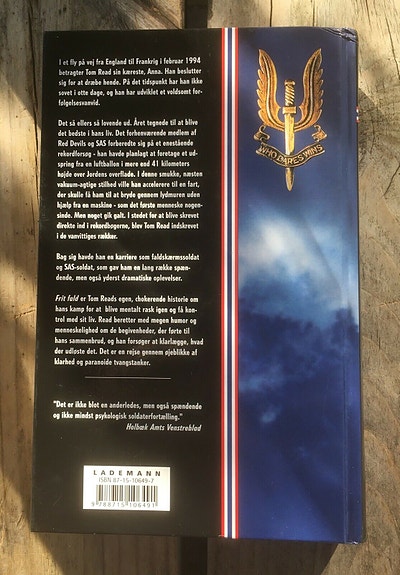 I et fly på vej fra England til Frankrig i februar 1994
betragter Tom Read sin kæreste, Anna. Han beslutter
sig for at dræbe hende. På det tidspunkt har han ikke
sovet i otte dage, og han har udviklet et voldsomt for-
følgelsesvanvid.
Det så ellers så lovende ud. Året tegnede til at blive
det bedste i hans liv. Det forhenværende medlem af
Red Devils og SAS forberedte sig på et enestående
rekordforsøg - han havde planlagt at foretage et ud-
spring fra en luftballon i mere end 41 kilometers
højde over Jordens overflade. I denne smukke, næsten
vakuum-agtige stilhed ville han accelerere til en fart,
der skulle få ham til at bryde gennem lydmuren uden
hjælp fra en maskine - som det første menneske nogen-
sinde. Men noget gik galt. I stedet for at blive skrevet
direkte ind i rekordbøgerne, blev Tom Read indskrevet
i de vanvittiges rækker.
Bag sig havde han en karriere som faldskærmssoldat
og SAS-soldat, som gav ham en lang række spæn-
dende, men også yderst dramatiske oplevelser.
Frit fald er Tom Reads egen, chokerende historie om
hans kamp for at blive mentalt rask igen og få kon-
trol med sit liv. Read beretter med megen humor og
menneskelighed om de begivenheder, der førte til
hans sammenbrud, og han forsøger at klarlægge, hvad
der udløste det. Det er en rejse gennem øjeblikke af
klarhed og paranoide tvangstanker.
"Det er ikke blot en anderledes, men også spændende
og ikke mindst psykologisk soldaterfortælling."
Holbæk Amts Venstreblad
LADEMANN
ISBN 87-15-10649-7
9 788715 106491
WHO DARES WINS